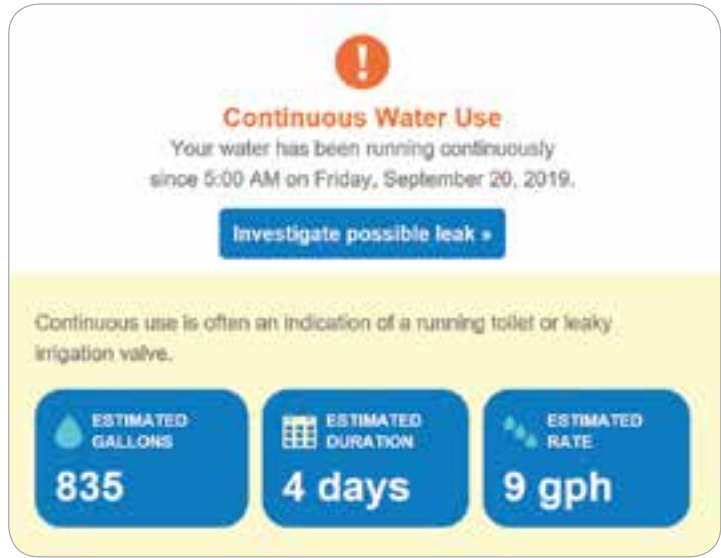 !
Continuous Water Use
Your water has been running continuously
since 5:00 AM on Friday, September 20, 2019.
Investigate possible leak »
Continuous use is often an indication of a running toilet or leaky
irrigation valve.
ESTIMATED
GALLONS
835
ESTIMATED
DURATION
4 days
ESTIMATED
RATE
9 gph